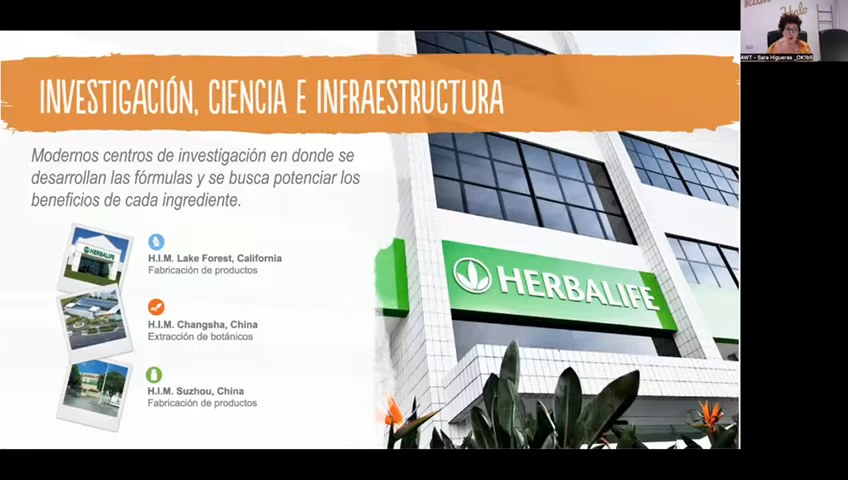 INVESTIGACIÓN, CIENCIA E INFRAESTRUCTURA
Modernos centros de investigación en donde se
desarrollan las fórmulas y se busca potenciar los
beneficios de cada ingrediente.
HERBALIFE
H.I.M. Lake Forest, California
Fabricación de productos
H.I.M. Changsha, China
Extracción de botánicos
H.I.M. Suzhou, China
Fabricación de productos
HERBALIFE
AWT - Sara Higueras